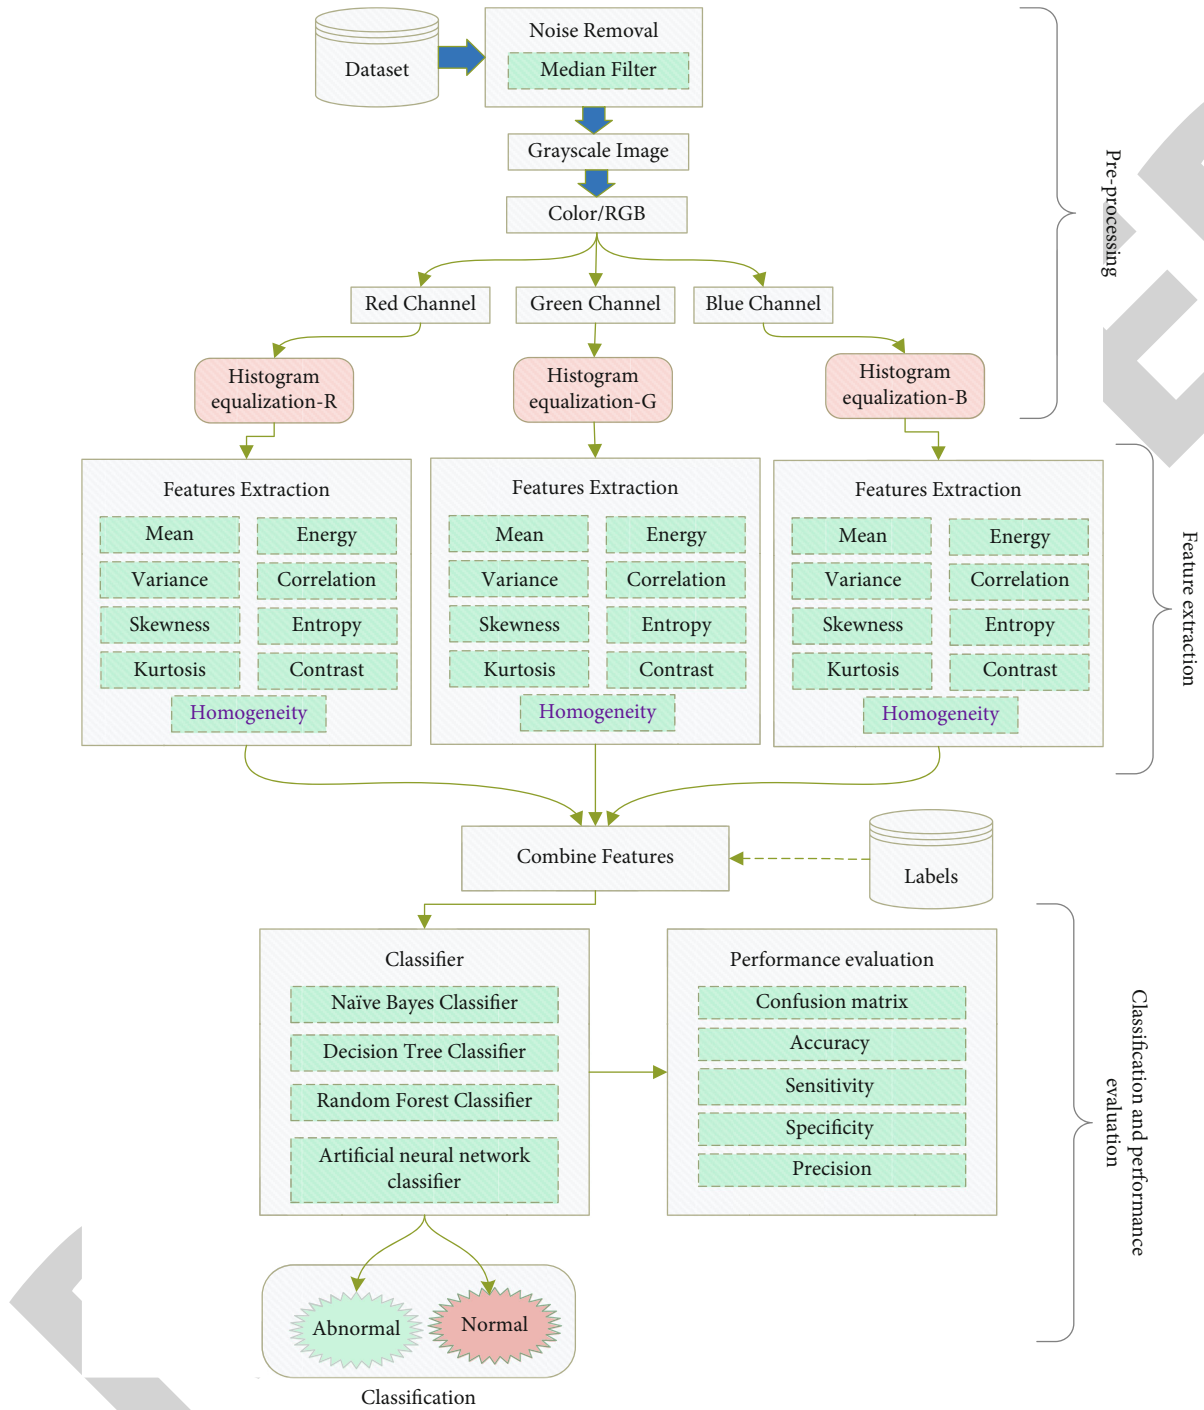 Dataset
Noise Removal
Median Filter
Grayscale Image
Color/RGB
Red Channel
Green Channel
Blue Channel
Histogram
equalization-R
Histogram
equalization-G
Histogram
equalization-B
Pre-processing
Features Extraction
Mean
Energy
Variance
Correlation
Skewness
Entropy
Kurtosis
Contrast
Homogeneity
Features Extraction
Mean
Energy
Variance
Correlation
Skewness
Entropy
Kurtosis
Contrast
Homogeneity
Features Extraction
Mean
Energy
Variance
Correlation
Skewness
Entropy
Kurtosis
Contrast
Homogeneity
Feature extraction
Combine Features
Labels
Classifier
Naïve Bayes Classifier
Decision Tree Classifier
Random Forest Classifier
Artificial neural network
classifier
Performance evaluation
Confusion matrix
Accuracy
Sensitivity
Specificity
Precision
Classification and performance
evaluation
Abnormal
Normal
Classification